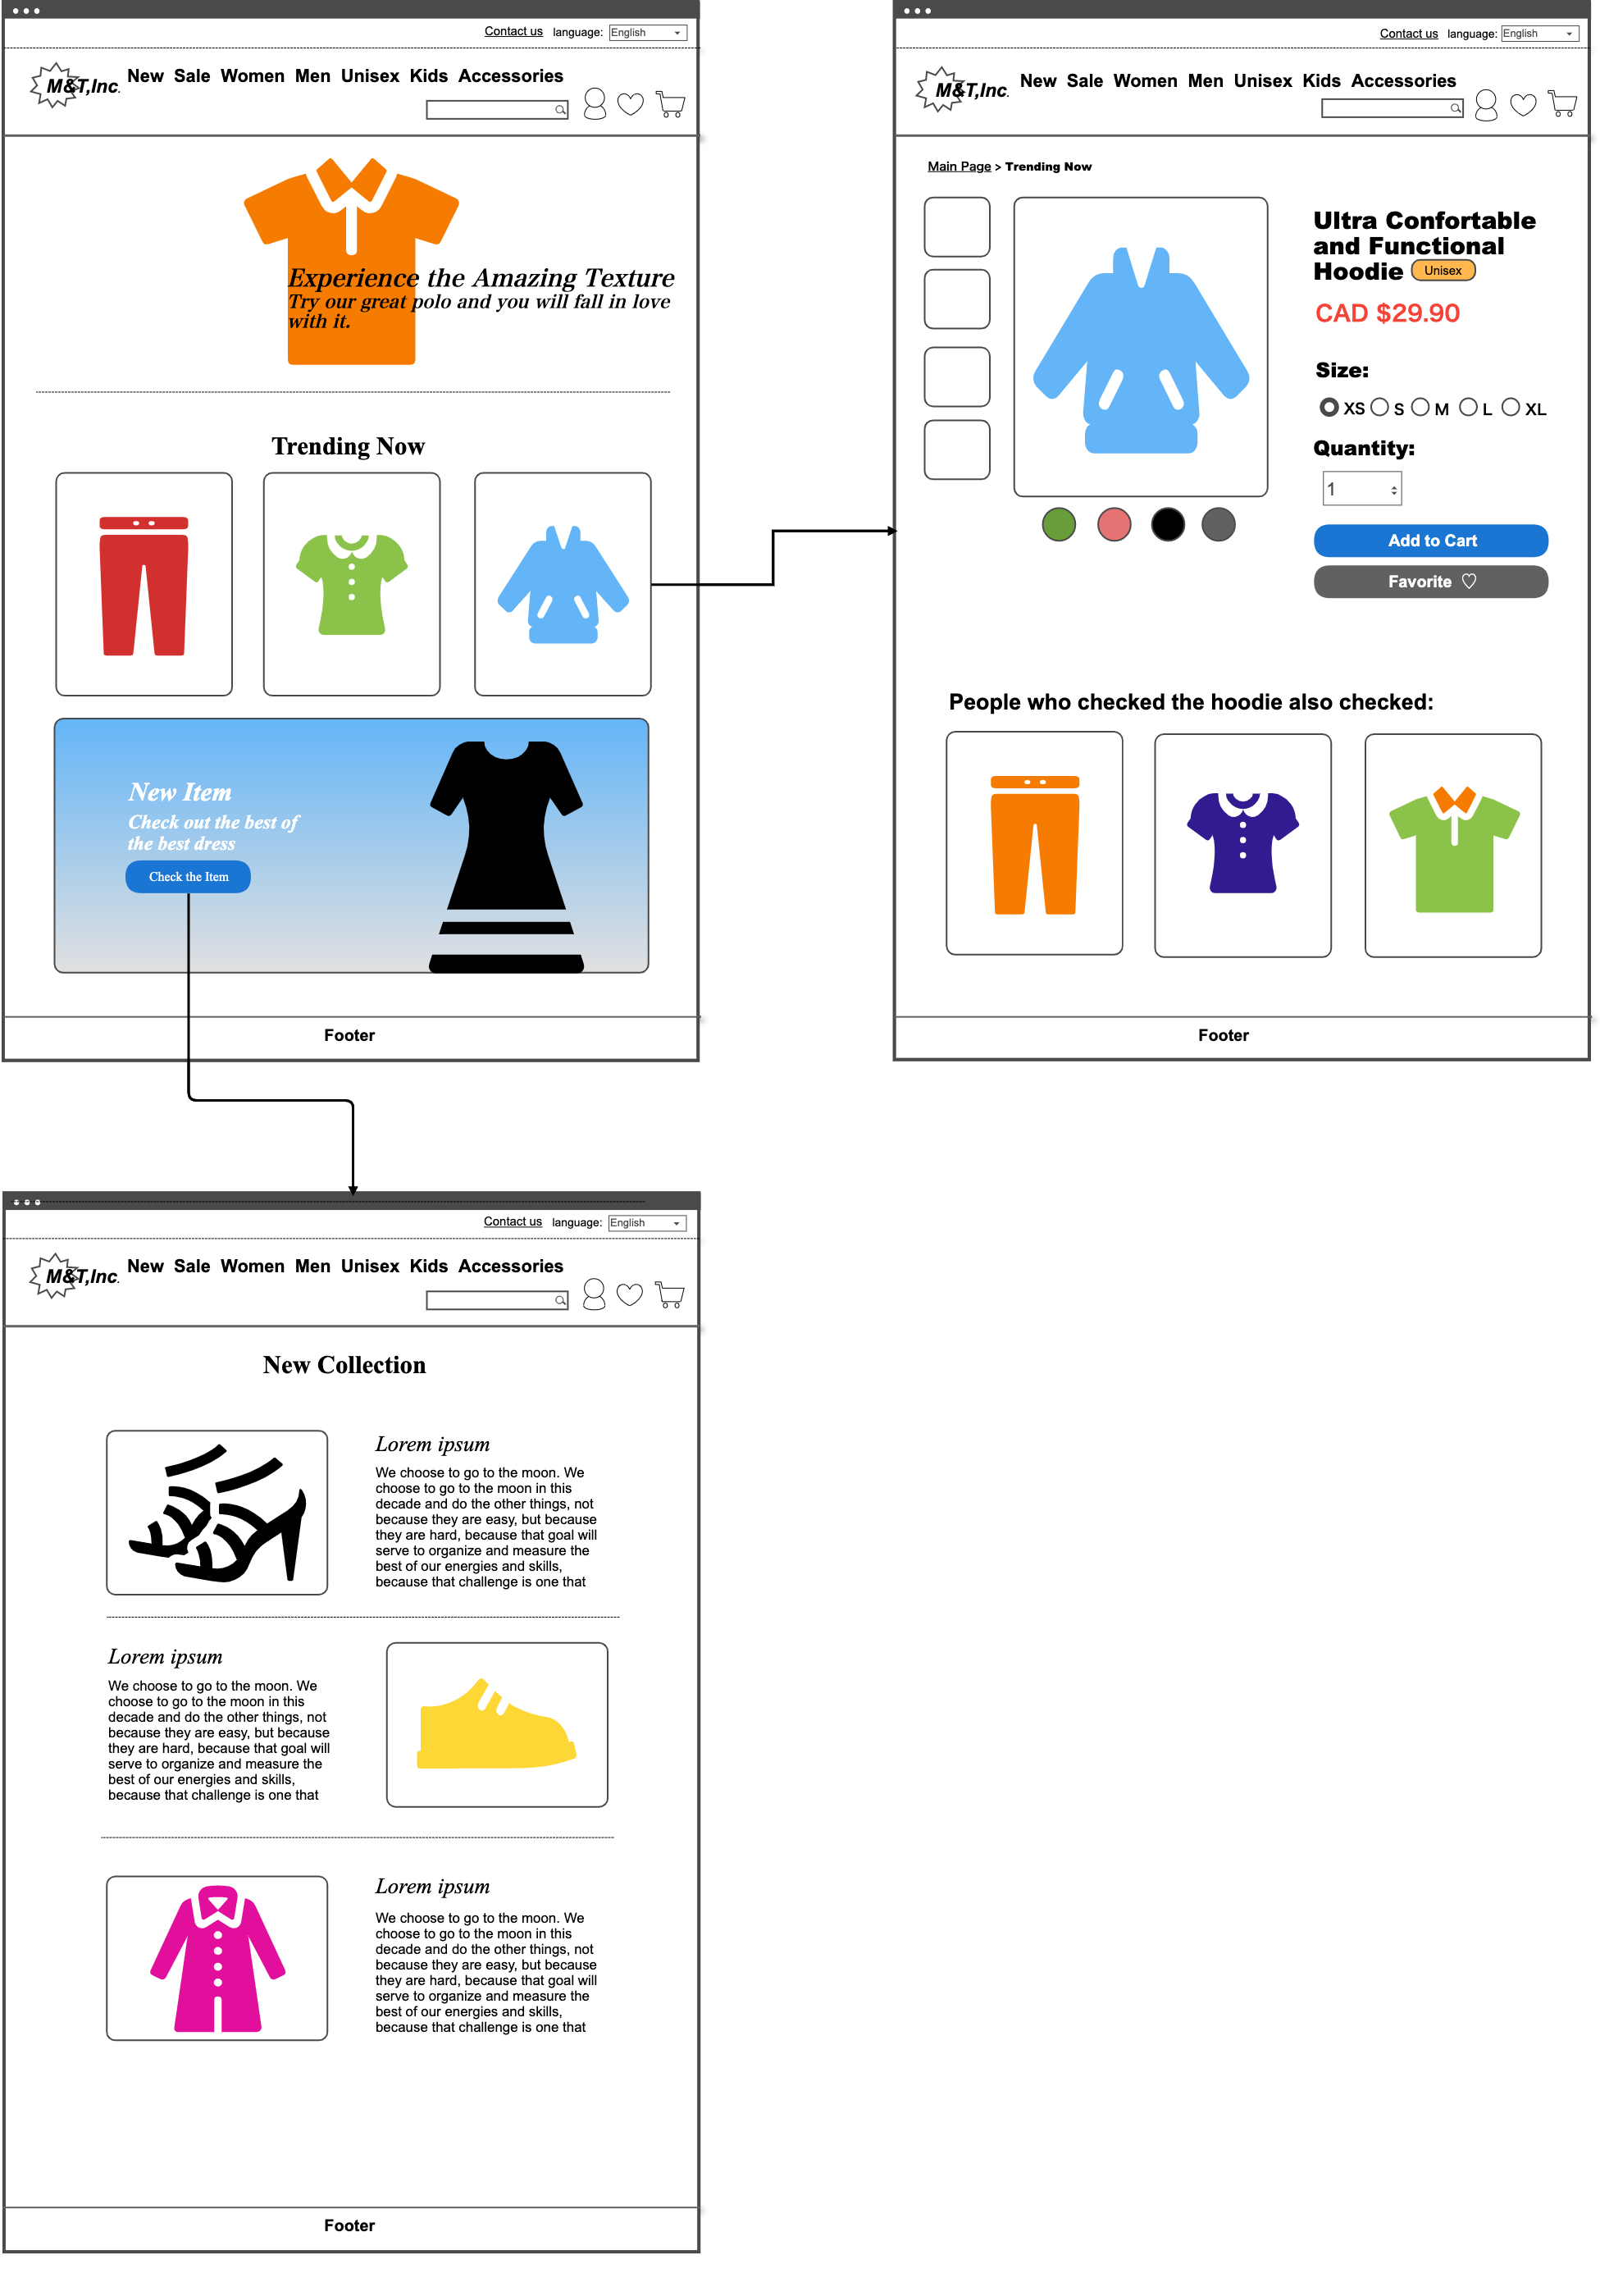 Contact us language: English
M&T,Inc.
New Sale Women Men Unisex Kids Accessories
Experience the Amazing Texture
Try our great polo and you will fall in love
with it.
Trending Now
New Item
Check out the best of
the best dress
Check the Item
Footer
Contact us language: English
M&T,Inc.
New Sale Women Men Unisex Kids Accessories
Main Page > Trending Now
Ultra Confortable
and Functional
Hoodie Unisex
CAD $29.90
Size:
XS S M L XL
Quantity:
1
Add to Cart
Favorite
People who checked the hoodie also checked:
Footer
Contact us language: English
M&T,Inc.
New Sale Women Men Unisex Kids Accessories
New Collection
Lorem ipsum
We choose to go to the moon. We
choose to go to the moon in this
decade and do the other things, not
because they are easy, but because
they are hard, because that goal will
serve to organize and measure the
best of our energies and skills,
because that challenge is one that
Lorem ipsum
We choose to go to the moon. We
choose to go to the moon in this
decade and do the other things, not
because they are easy, but because
they are hard, because that goal will
serve to organize and measure the
best of our energies and skills,
because that challenge is one that
Lorem ipsum
We choose to go to the moon. We
choose to go to the moon in this
decade and do the other things, not
because they are easy, but because
they are hard, because that goal will
serve to organize and measure the
best of our energies and skills,
because that challenge is one that
Footer